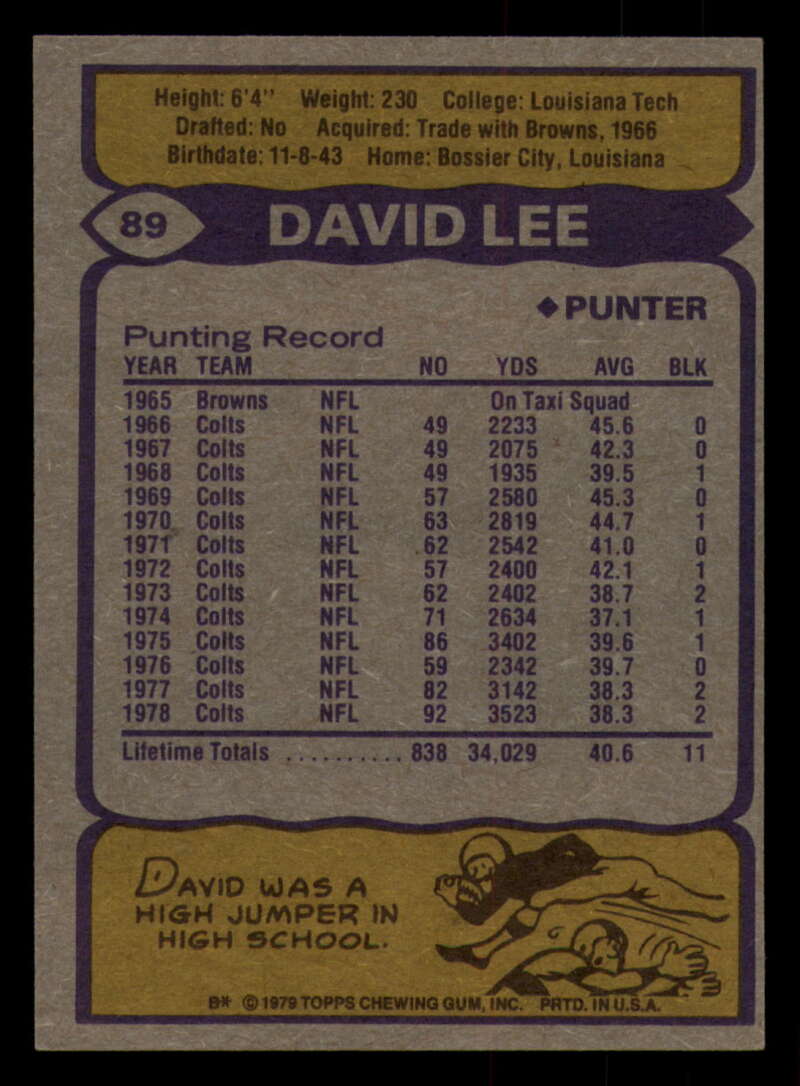 Height: 6'4" Weight: 230 College: Louisiana Tech
Drafted: No Acquired: Trade with Browns, 1966
Birthdate: 11-8-43 Home: Bossier City, Louisiana
89 DAVID LEE
◆ PUNTER
Punting Record
YEAR TEAM NO YDS AVG BLK
1965 Browns NFL On Taxi Squad
1966 Colts NFL 49 2233 45.6 0
1967 Colts NFL 49 2075 42.3 0
1968 Colts NFL 49 1935 39.5 1
1969 Colts NFL 57 2580 45.3 0
1970 Colts NFL 63 2819 44.7 1
1971 Colts NFL 62 2542 41.0 0
1972 Colts NFL 57 2400 42.1 1
1973 Colts NFL 62 2402 38.7 2
1974 Colts NFL 71 2634 37.1 1
1975 Colts NFL 86 3402 39.6 1
1976 Colts NFL 59 2342 39.7 0
1977 Colts NFL 82 3142 38.3 2
1978 Colts NFL 92 3523 38.3 2
Lifetime Totals .......... 838 34,029 40.6 11
DAVID WAS A
HIGH JUMPER IN
HIGH SCHOOL.
B* © 1979 TOPPS CHEWING GUM, INC. PRTD. IN U.S.A.